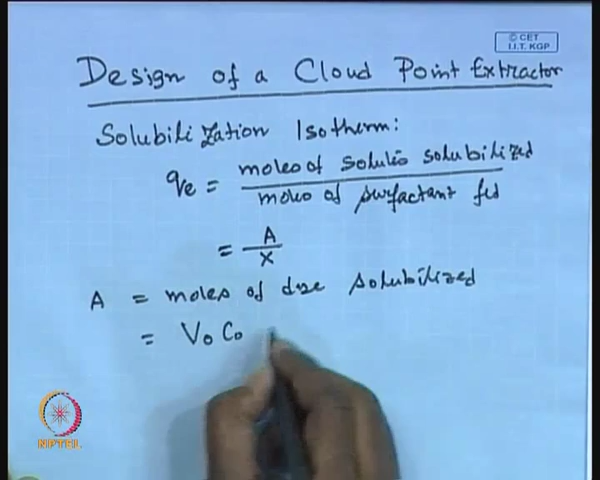 © CET
I.I.T. KGP
Design of a Cloud Point Extractor
Solubilization Isotherm:
qe = moles of solute solubilized
moles of surfactant fed
= A
X
A = moles of dye solubilized
= V0 C0
NPTEL